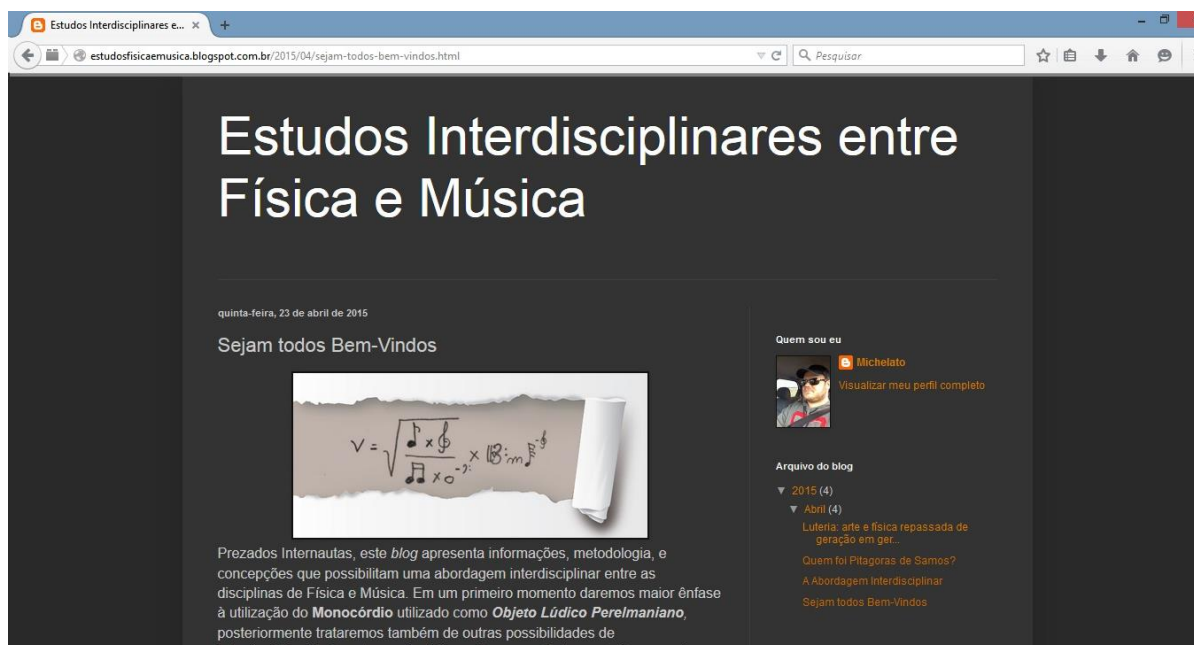 Estudos Interdisciplinares e...
estudosfisicaemusica.blogspot.com.br/2015/04/sejam-todos-bem-vindos.html
Pesquisar
Estudos Interdisciplinares entre
Física e Música
quinta-feira, 23 de abril de 2015
Sejam todos Bem-Vindos
Prezados Internautas, este blog apresenta informações, metodologia, e
concepções que possibilitam uma abordagem interdisciplinar entre as
disciplinas de Física e Música. Em um primeiro momento daremos maior ênfase
à utilização do Monocórdio utilizado como Objeto Lúdico Perelmaniano,
posteriormente trataremos também de outras possibilidades de
Quem sou eu
Michelato
Visualizar meu perfil completo
Arquivo do blog
▼ 2015 (4)
▼ Abril (4)
Luteria: arte e física repassada de
geração em ger...
Quem foi Pitagoras de Samos?
A Abordagem Interdisciplinar
Sejam todos Bem-Vindos